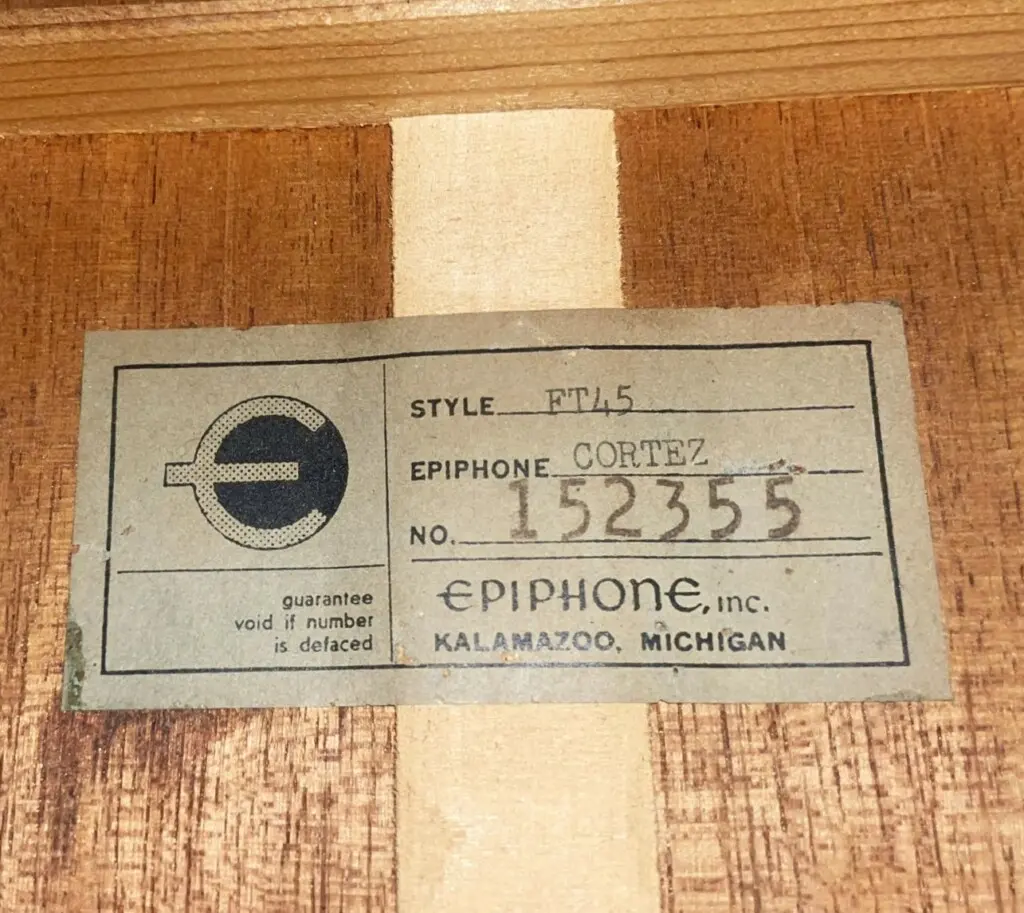 STYLE FT45
EPIPHONE CORTEZ
NO. 152355
guarantee
void if number
is defaced
EPIPHONE, inc.
KALAMAZOO, MICHIGAN